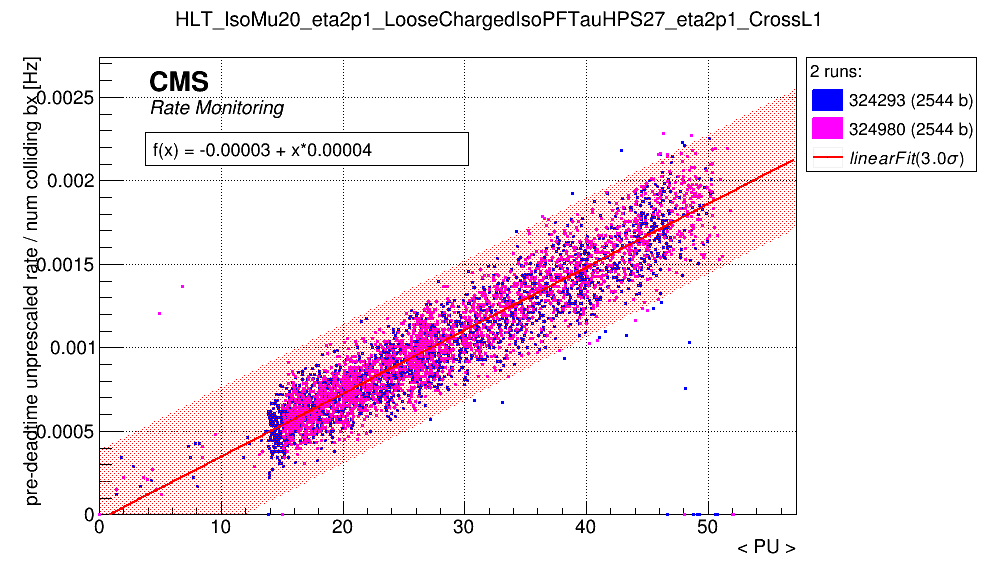 HLT_IsoMu20_eta2p1_LooseChargedIsoPFTauHPS27_eta2p1_CrossL1
pre-deadtime unprescaled rate / num colliding bx [Hz]
CMS
Rate Monitoring
f(x) = -0.00003 + x*0.00004
0.0025
0.002
0.0015
0.001
0.0005
0
0 10 20 30 40 50
< PU >
2 runs:
324293 (2544 b)
324980 (2544 b)
linearFit(3.0σ)